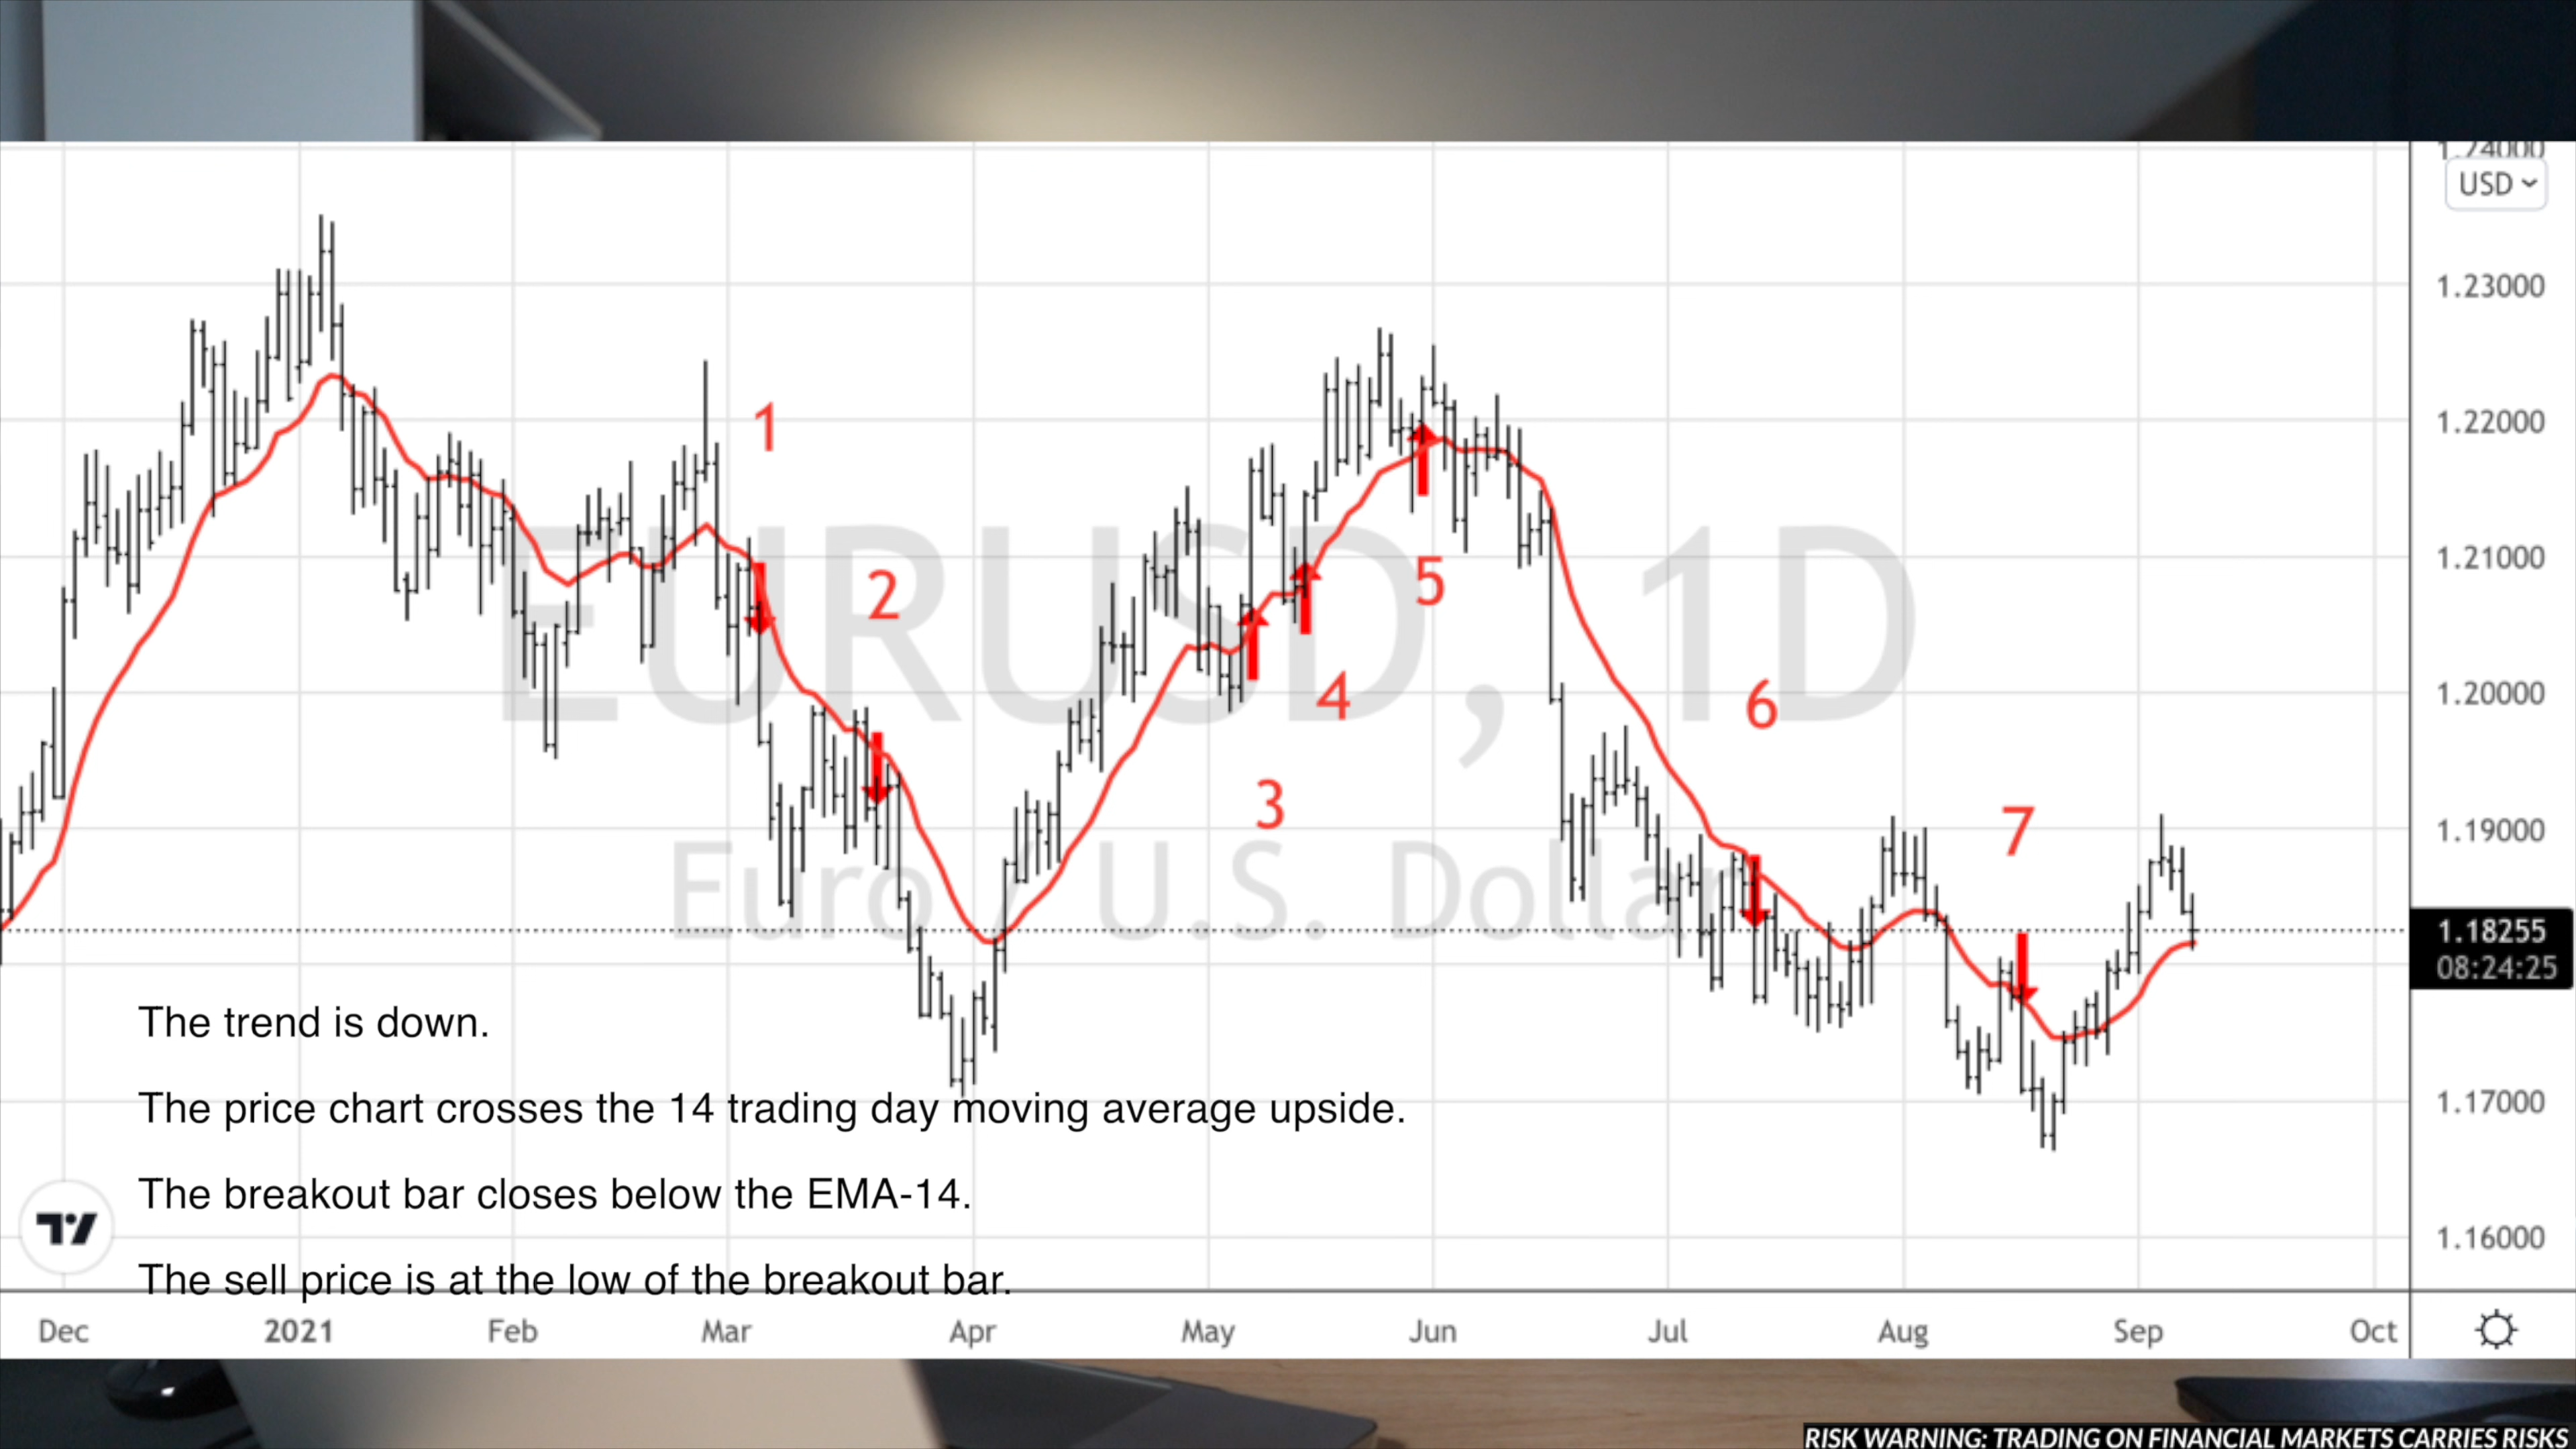 1.24000
USD
1.23000
1
1.22000
EURUSD, 1D
1.21000
2
5
4
6
1.20000
3
7
1.19000
Euro / U.S. Dollar
1.18255
08:24:25
The trend is down.
The price chart crosses the 14 trading day moving average upside.
1.17000
The breakout bar closes below the EMA-14.
1.16000
The sell price is at the low of the breakout bar.
Dec 2021 Feb Mar Apr May Jun Jul Aug Sep Oct
RISK WARNING: TRADING ON FINANCIAL MARKETS CARRIES RISKS